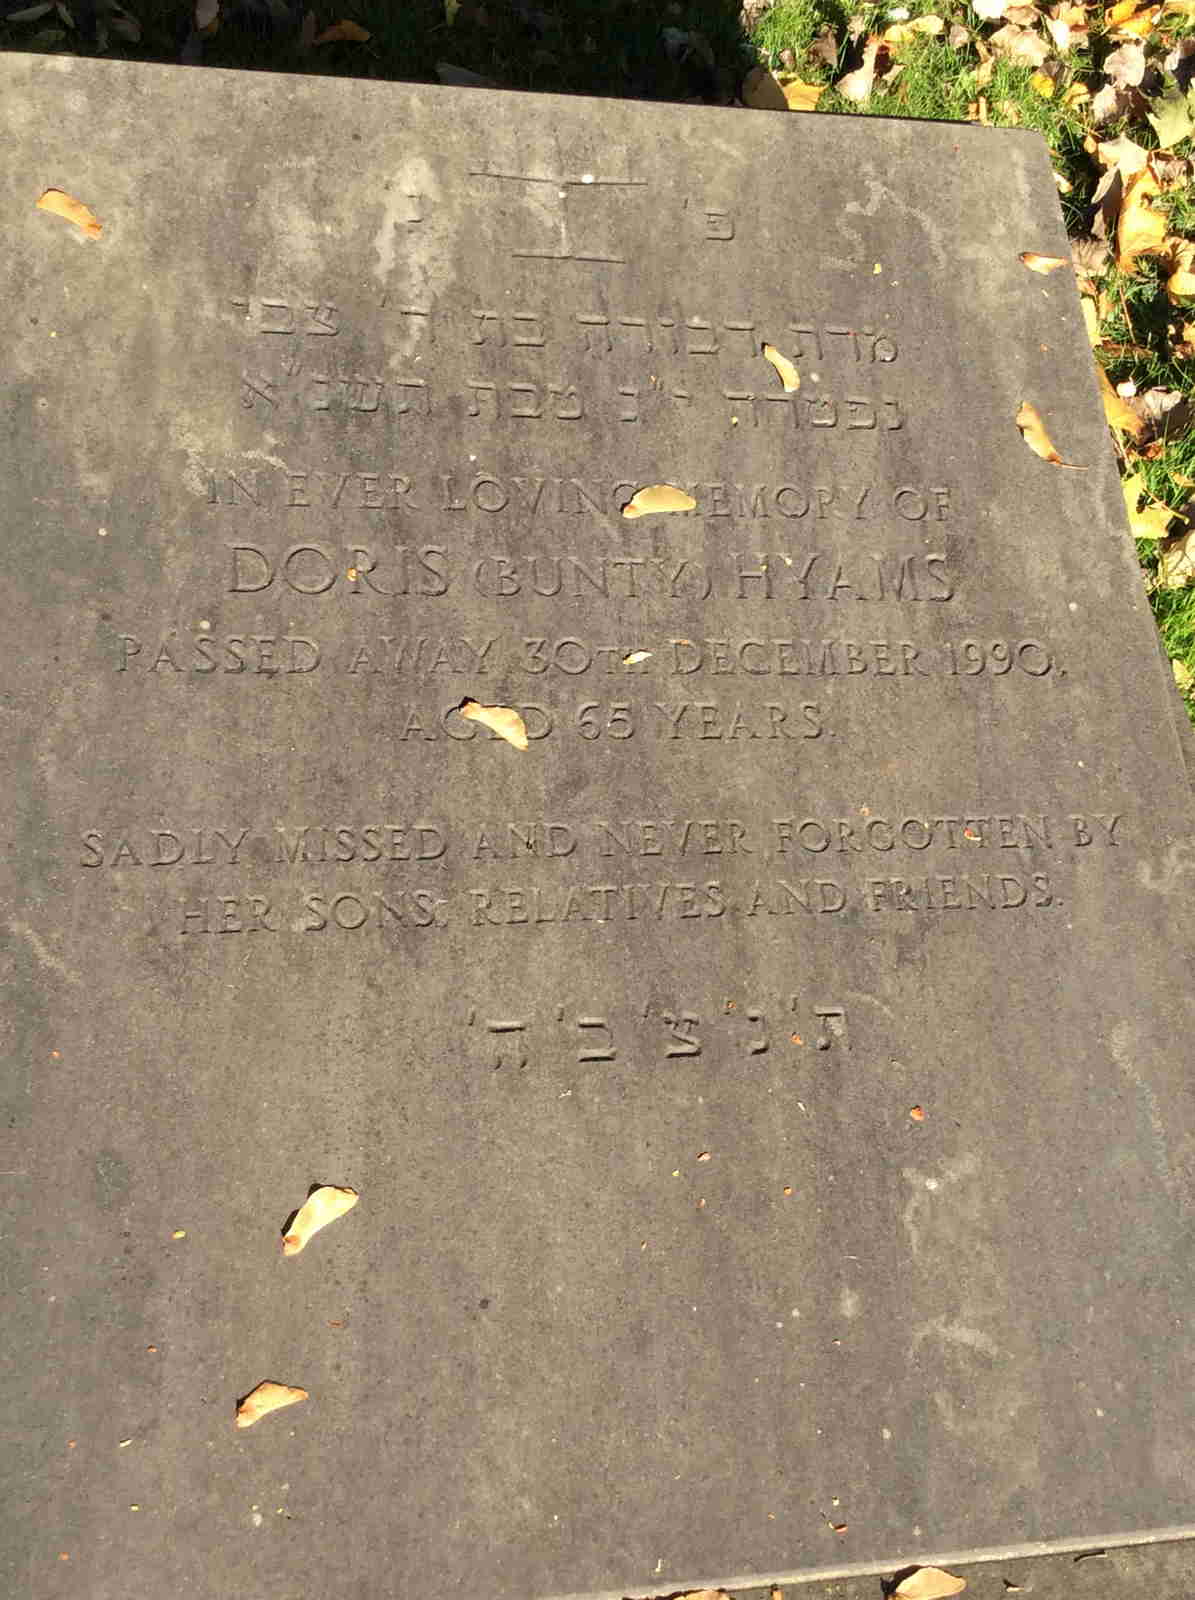 פ' נ'
מרת דבורה בת ר' צבי
נפטרה י"ג טבת תשנ"א
IN EVER LOVING MEMORY OF
DORIS (BUNTY) HYAMS
PASSED AWAY 30TH DECEMBER 1990,
AGED 65 YEARS.
SADLY MISSED AND NEVER FORGOTTEN BY
HER SONS, RELATIVES AND FRIENDS.
ת' נ' צ' ב' ה'